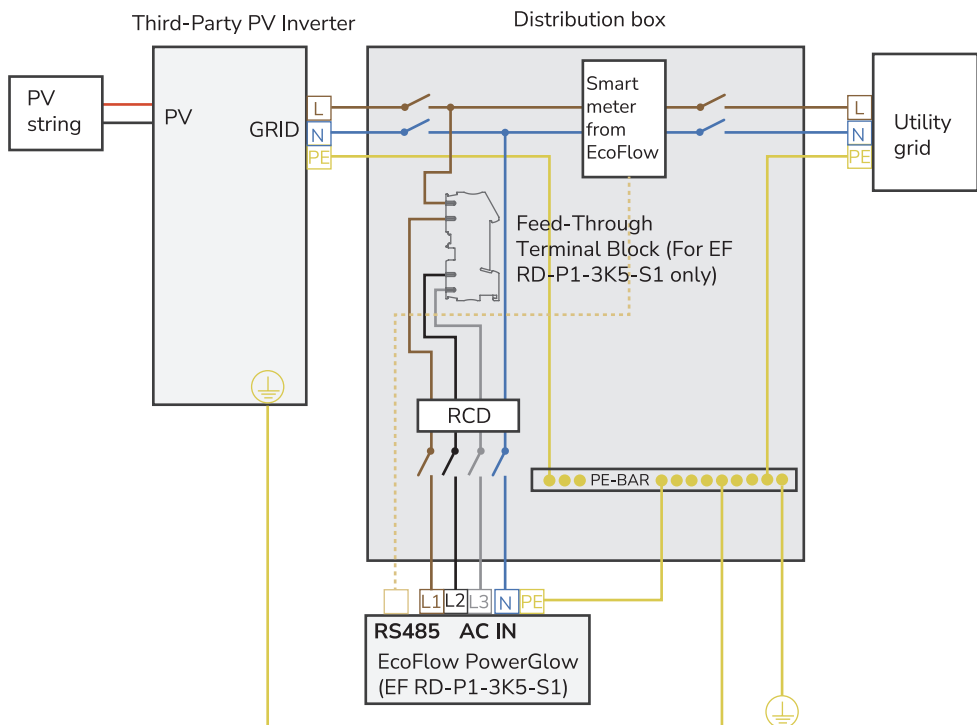 Third-Party PV Inverter
Distribution box
PV
string
PV
GRID
L
N
PE
Smart
meter
from
EcoFlow
L
N
PE
Utility
grid
Feed-Through
Terminal Block (For EF
RD-P1-3K5-S1 only)
RCD
PE-BAR
L1 L2 L3 N PE
RS485 AC IN
EcoFlow PowerGlow
(EF RD-P1-3K5-S1)